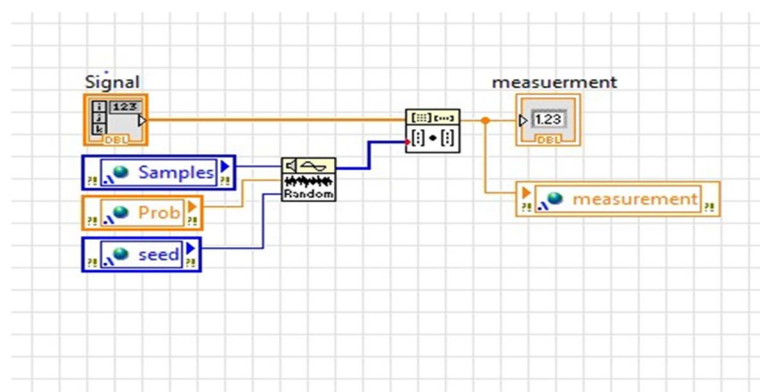 Signal
measuerment
i
j
k
123
DBL
[:::] [...]
[:] • [:]
1.23
DBL
?! Samples ?!
Random
?! Prob ?!
?! measurement ?!
?! seed ?!